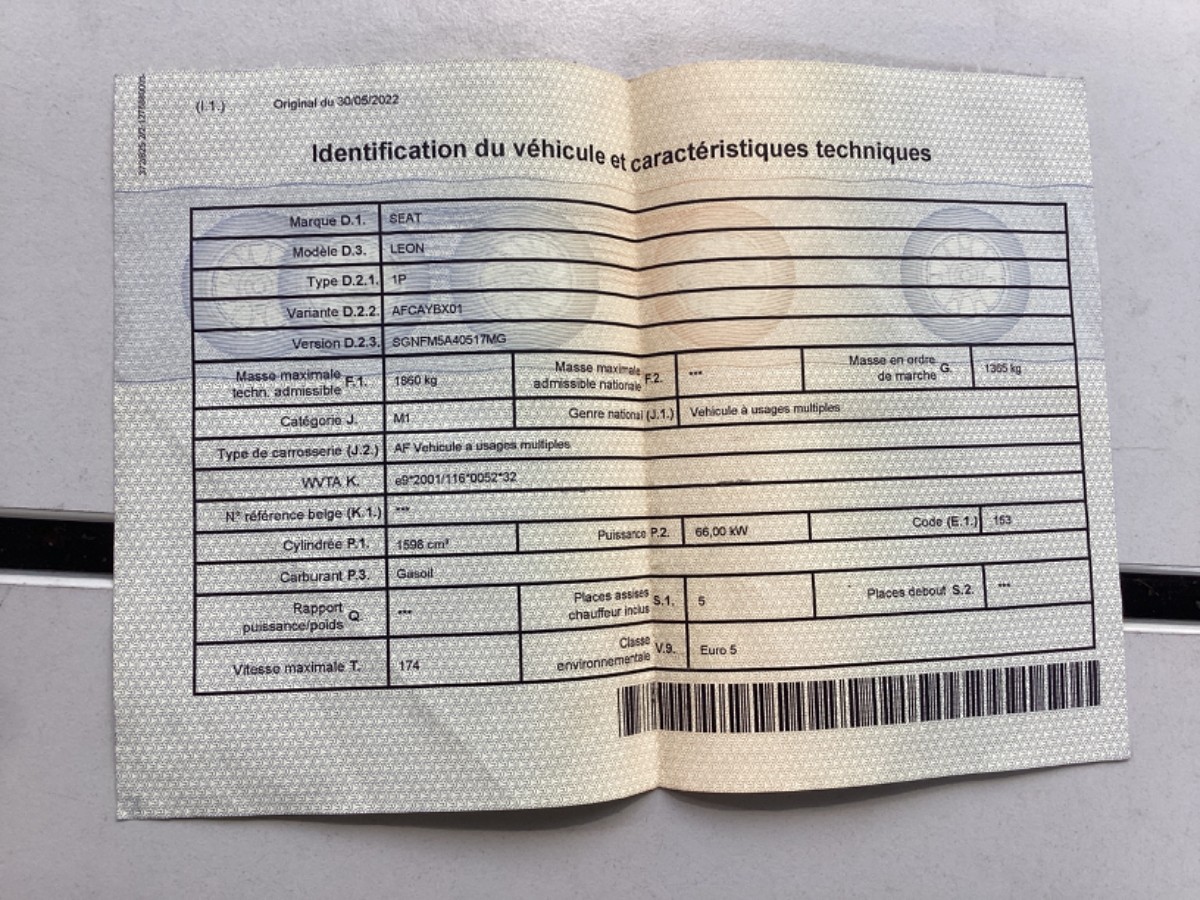 (I.1.) Original du 30/05/2022
Identification du véhicule et caractéristiques techniques
Marque D.1. SEAT
Modèle D.3. LEON
Type D.2.1. 1P
Variante D.2.2. AFCAYBX01
Version D.2.3. SGNFM5A40517MG
Masse maximale techn. admissible F.1. 1860 kg Masse maximale admissible nationale F.2. *** Masse en ordre de marche G. 1365 kg
Catégorie J. M1 Genre national (J.1.) Vehicule à usages multiples
Type de carrosserie (J.2.) AF Vehicule a usages multiples
WVTA K. e9*2001/116*0052*32
N° référence belge (K.1.) ***
Cylindrée P.1. 1598 cm³ Puissance P.2. 66,00 kW Code (E.1.) 153
Carburant P.3. Gasoil
Rapport puissance/poids Q. *** Places assises chauffeur inclus S.1. 5 Places debout S.2. ***
Vitesse maximale T. 174 Classe environnementale V.9. Euro 5